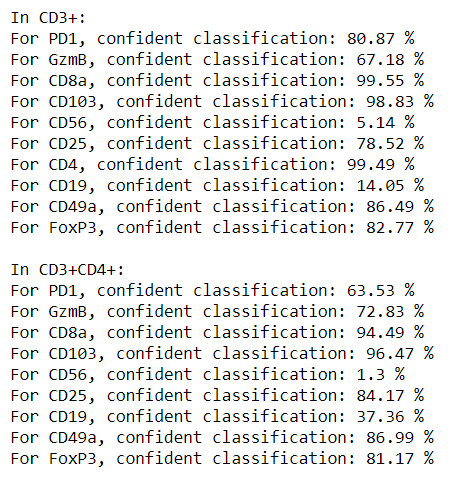 In CD3+:
For PD1, confident classification: 80.87 %
For GzmB, confident classification: 67.18 %
For CD8a, confident classification: 99.55 %
For CD103, confident classification: 98.83 %
For CD56, confident classification: 5.14 %
For CD25, confident classification: 78.52 %
For CD4, confident classification: 99.49 %
For CD19, confident classification: 14.05 %
For CD49a, confident classification: 86.49 %
For FoxP3, confident classification: 82.77 %

In CD3+CD4+:
For PD1, confident classification: 63.53 %
For GzmB, confident classification: 72.83 %
For CD8a, confident classification: 94.49 %
For CD103, confident classification: 96.47 %
For CD56, confident classification: 1.3 %
For CD25, confident classification: 84.17 %
For CD19, confident classification: 37.36 %
For CD49a, confident classification: 86.99 %
For FoxP3, confident classification: 81.17 %